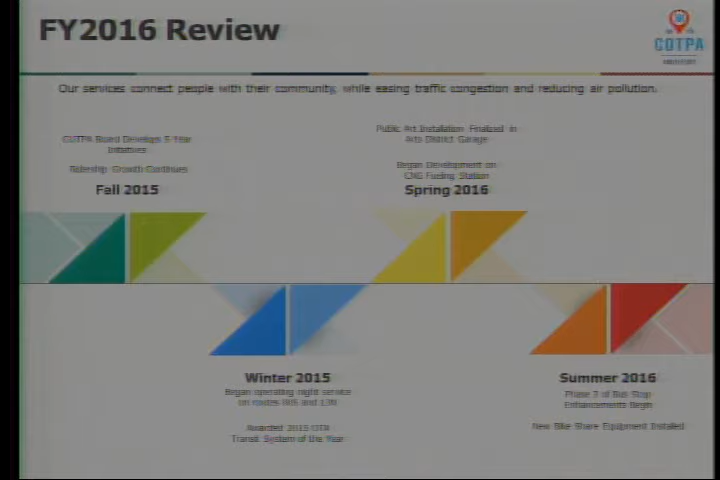 FY2016 Review
COTPA
Our services connect people with their community, while easing traffic congestion and reducing air pollution.
COTPA Board Develops 5-Year
Initiatives
Ridership Growth Continues
Fall 2015
Public Art Installation Finalized in
Arts District Garage
Began Development on
CNG Fueling Station
Spring 2016
Winter 2015
Began operating night service
on routes and
Awarded 2015 OTA
Transit System of the Year
Summer 2016
Phase of Bus Stop
Enhancements Begin
New Bike Share Equipment Installed